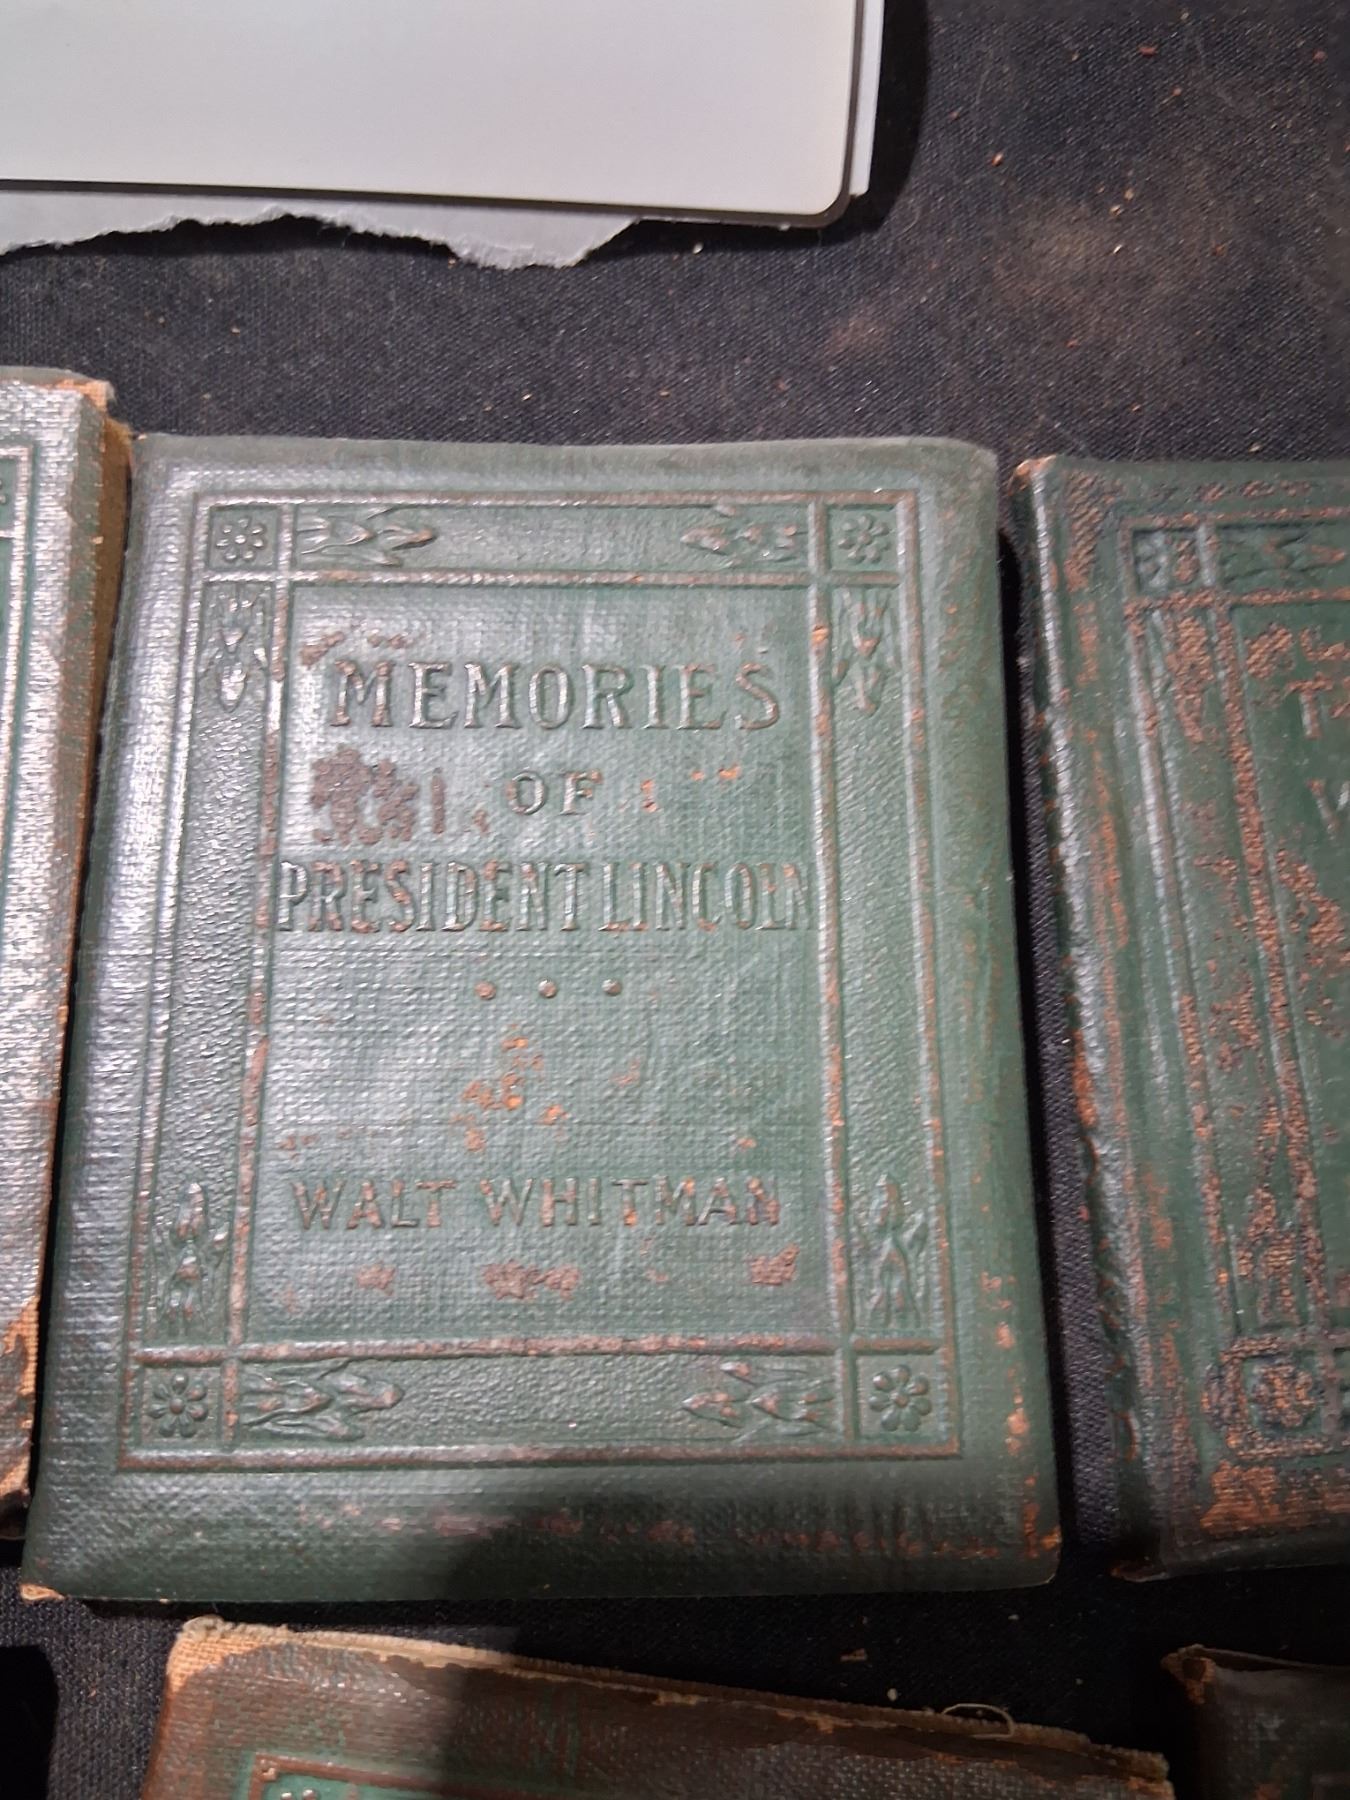 MEMORIES
OF
PRESIDENT LINCOLN
WALT WHITMAN